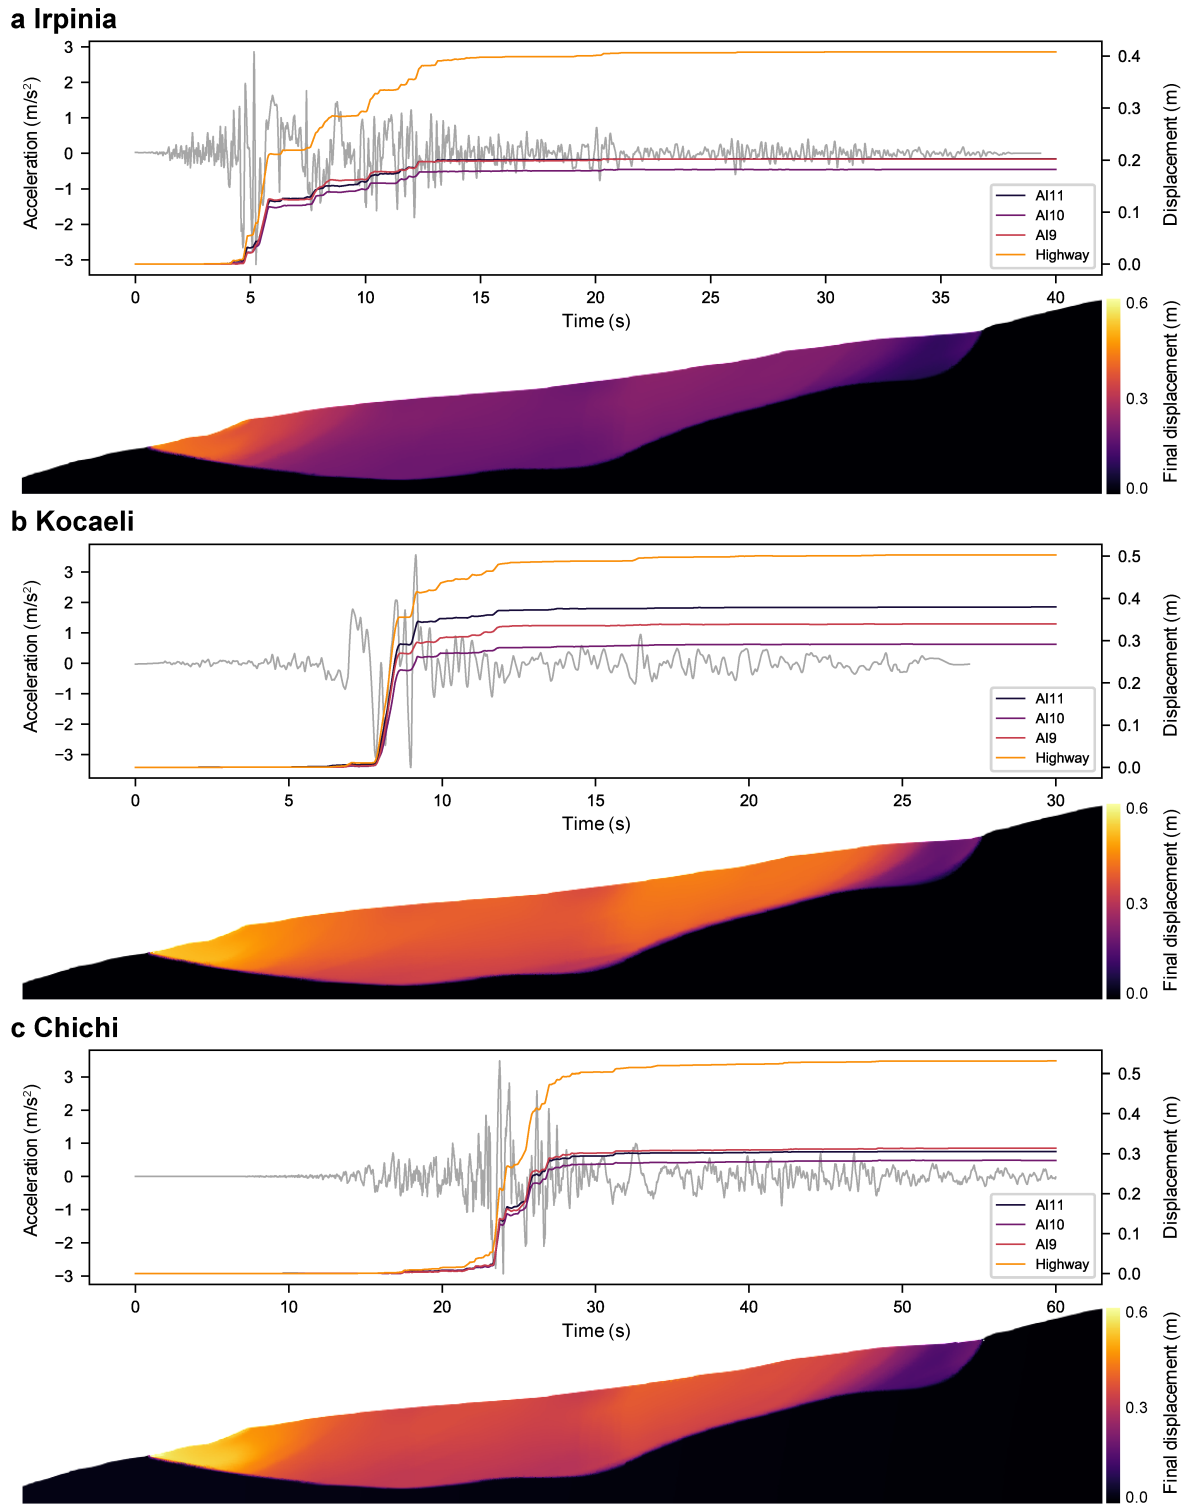 a Irpinia
3
2
1
0
−1
−2
−3
Acceleration (m/s²)
0.4
0.3
0.2
0.1
0.0
Displacement (m)
AI11
AI10
AI9
Highway
0 5 10 15 20 25 30 35 40
Time (s)
0.6
0.3
0.0
Final displacement (m)
b Kocaeli
3
2
1
0
−1
−2
−3
Acceleration (m/s²)
0.5
0.4
0.3
0.2
0.1
0.0
Displacement (m)
AI11
AI10
AI9
Highway
0 5 10 15 20 25 30
Time (s)
0.6
0.3
0.0
Final displacement (m)
c Chichi
3
2
1
0
−1
−2
−3
Acceleration (m/s²)
0.5
0.4
0.3
0.2
0.1
0.0
Displacement (m)
AI11
AI10
AI9
Highway
0 10 20 30 40 50 60
Time (s)
0.6
0.3
0.0
Final displacement (m)